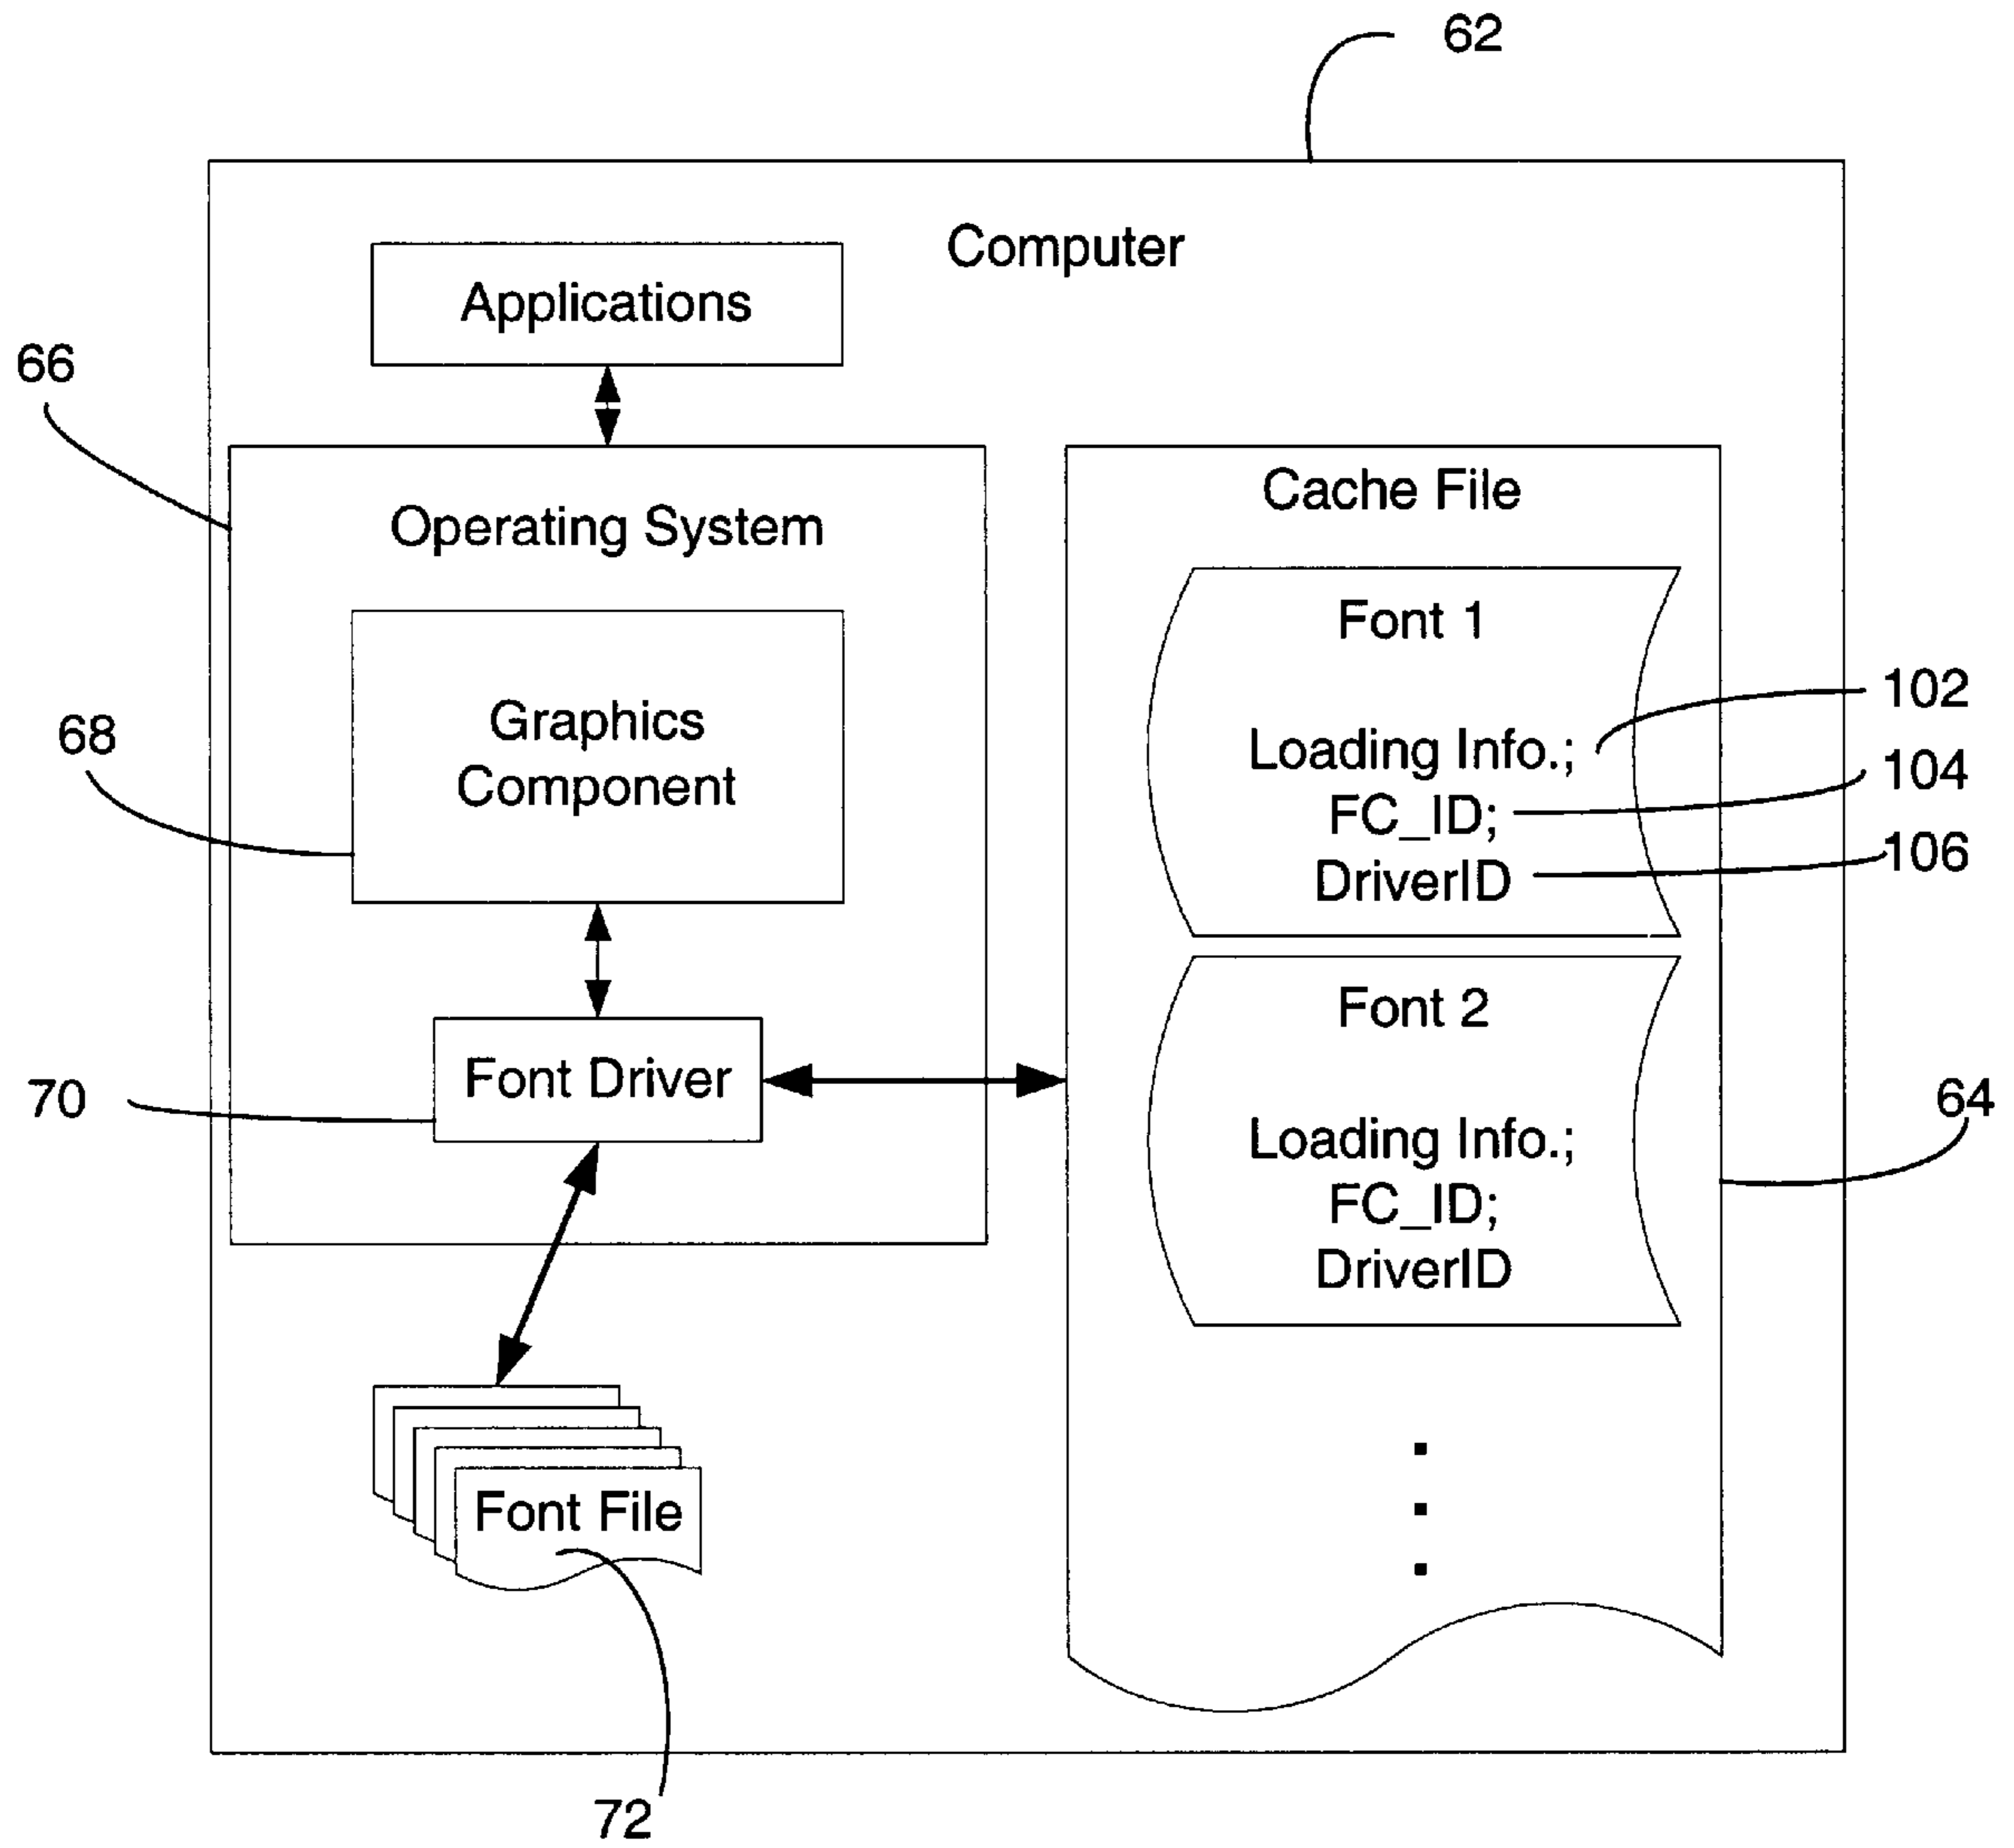 62
Computer
Applications
66
Operating System
Graphics
Component
68
Font Driver
70
Font File
72
Cache File
Font 1
Loading Info.;
FC_ID;
DriverID
102
104
106
Font 2
Loading Info.;
FC_ID;
DriverID
64